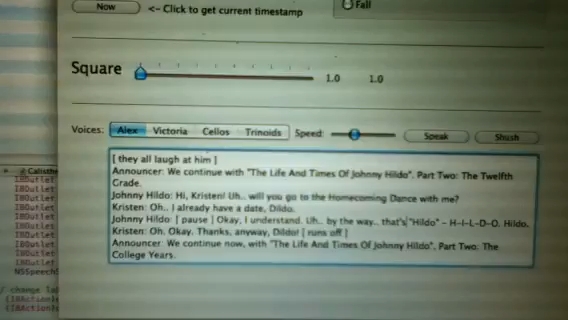 Now <- Click to get current timestamp Fall
Square 1.0 1.0
Voices: Alex Victoria Cellos Trinoids Speed: Speak Shush
[ they all laugh at him ]
Announcer: We continue with "The Life And Times Of Johnny Hildo". Part Two: The Twelfth
Grade.
Johnny Hildo: Hi, Kristen! Uh.. will you go to the Homecoming Dance with me?
Kristen: Oh.. I already have a date, Dildo.
Johnny Hildo: [ pause ] Okay, I understand. Uh.. by the way.. that's "Hildo" - H-I-L-D-O. Hildo.
Kristen: Oh. Okay. Thanks, anyway, Dildo! [ runs off ]
Announcer: We continue now, with "The Life And Times Of Johnny Hildo". Part Two: The
College Years.
IBOutlet
IBOutlet
IBOutlet
IBOutlet
IBOutlet
IBOutlet
IBOutlet
IBOutlet
IBOutlet
NSSpeechS
/ change
(IBAction
(IBAction